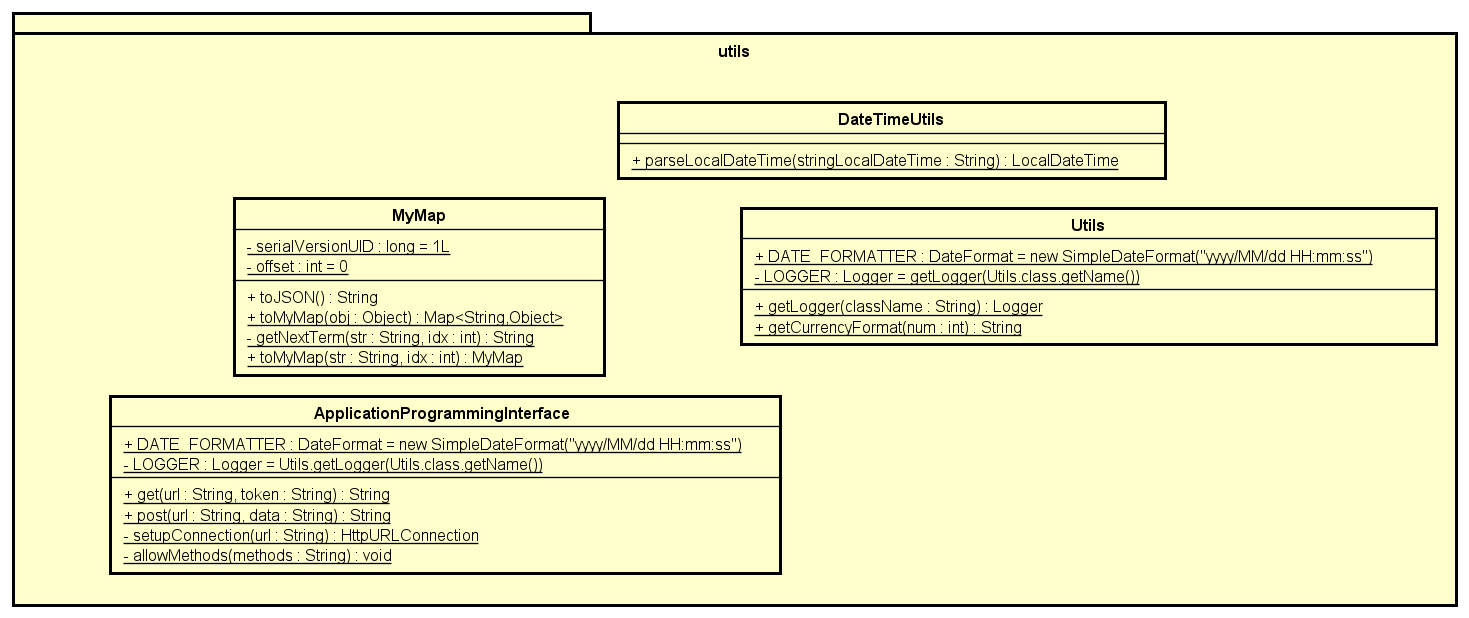 utils
DateTimeUtils
+ parseLocalDateTime(stringLocalDateTime : String) : LocalDateTime
MyMap
- serialVersionUID : long = 1L
- offset : int = 0
+ toJSON() : String
+ toMyMap(obj : Object) : Map<String,Object>
- getNextTerm(str : String, idx : int) : String
+ toMyMap(str : String, idx : int) : MyMap
Utils
+ DATE_FORMATTER : DateFormat = new SimpleDateFormat("yyyy/MM/dd HH:mm:ss")
- LOGGER : Logger = getLogger(Utils.class.getName())
+ getLogger(className : String) : Logger
+ getCurrencyFormat(num : int) : String
ApplicationProgrammingInterface
+ DATE_FORMATTER : DateFormat = new SimpleDateFormat("yyyy/MM/dd HH:mm:ss")
- LOGGER : Logger = Utils.getLogger(Utils.class.getName())
+ get(url : String, token : String) : String
+ post(url : String, data : String) : String
- setupConnection(url : String) : HttpURLConnection
- allowMethods(methods : String) : void